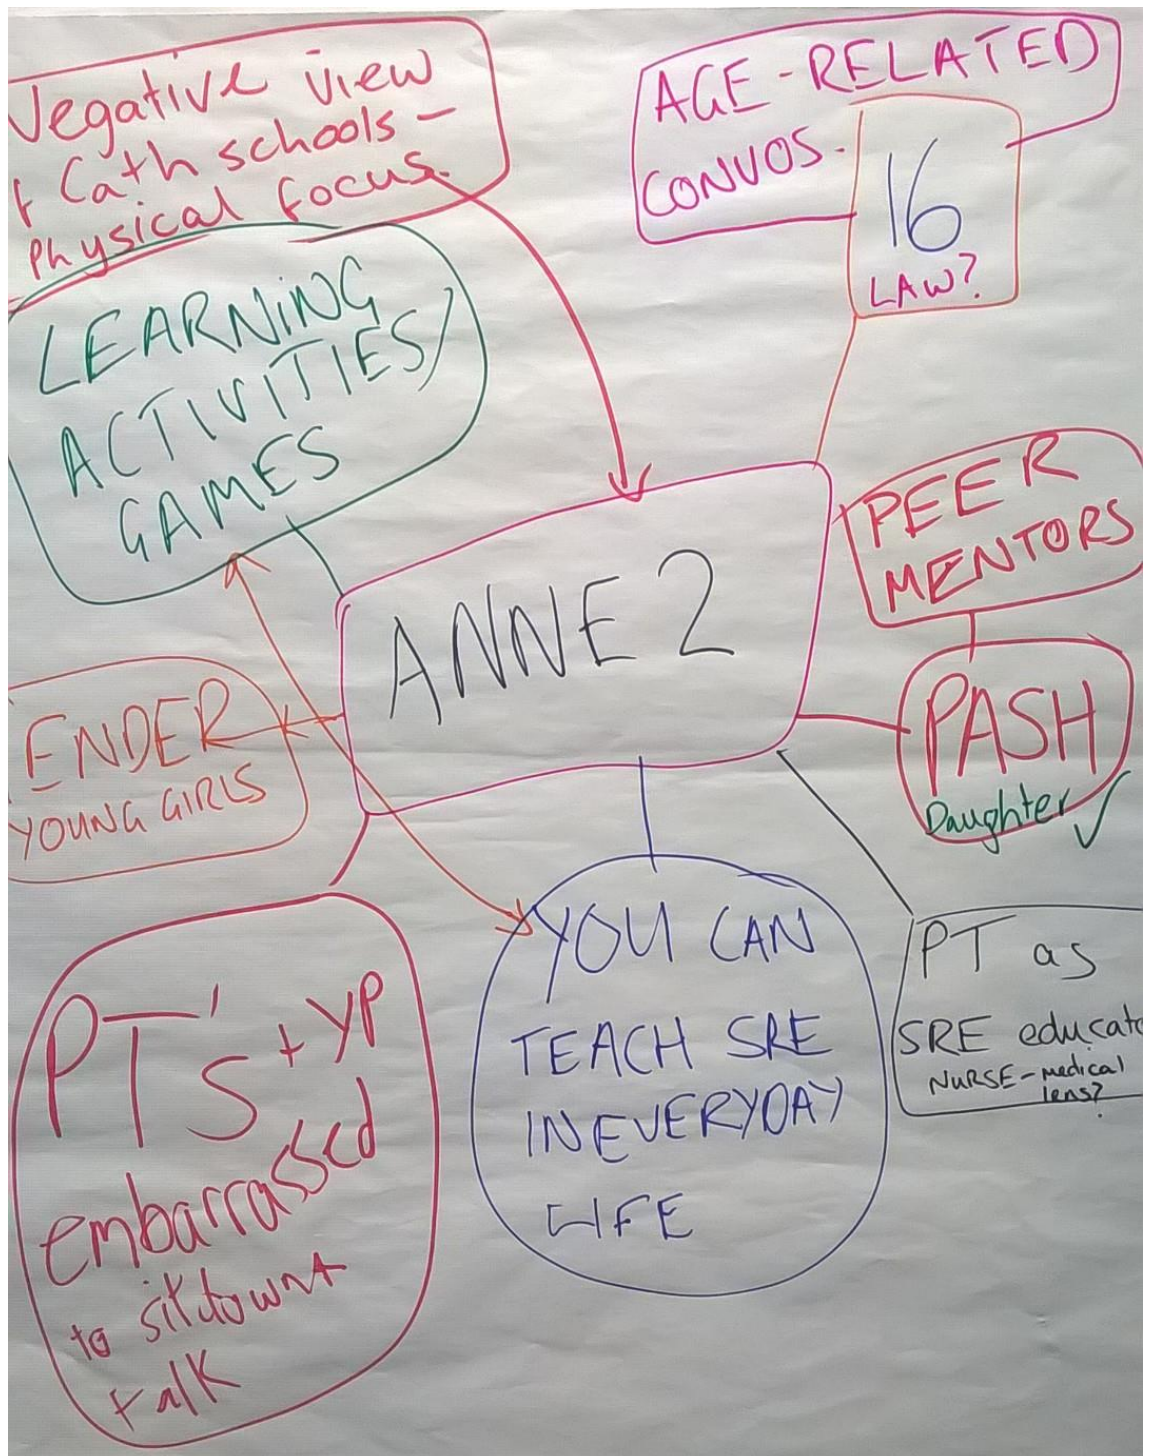 Negative view
+ Cath schools -
Physical focus.
AGE-RELATED
CONVOS.
16
LAW?
LEARNING
ACTIVITIES/
GAMES
PEER
MENTORS
ANNE 2
PASH
Daughter ✓
ENDER
YOUNG GIRLS
PT's + YP
embarrassed
to sit down +
talk
YOU CAN
TEACH SRE
IN EVERYDAY
LIFE
PT as
SRE educato
NURSE - medical
lens?